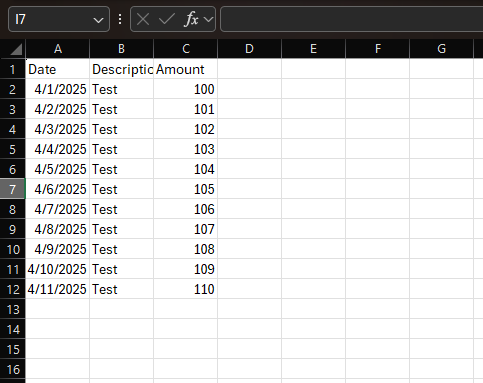 I7 fx
A B C D E F G
1 Date Descriptio Amount
2 4/1/2025 Test 100
3 4/2/2025 Test 101
4 4/3/2025 Test 102
5 4/4/2025 Test 103
6 4/5/2025 Test 104
7 4/6/2025 Test 105
8 4/7/2025 Test 106
9 4/8/2025 Test 107
10 4/9/2025 Test 108
11 4/10/2025 Test 109
12 4/11/2025 Test 110
13
14
15
16